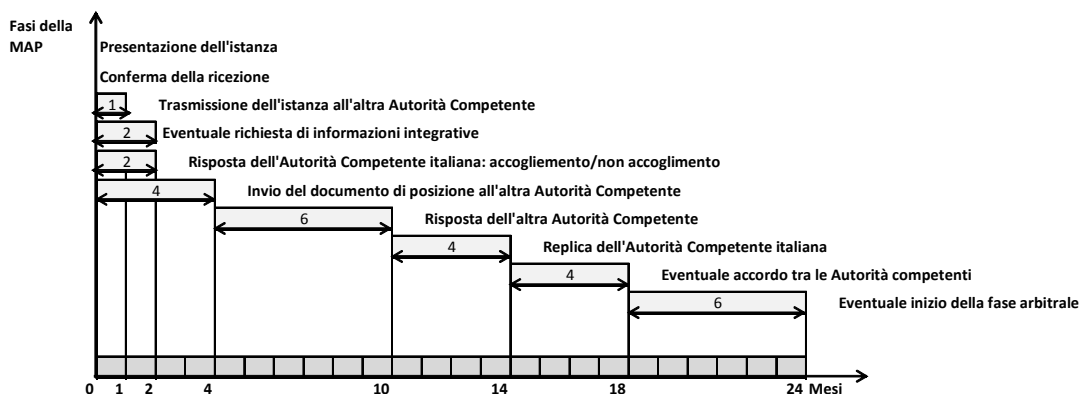 Fasi della
MAP
Presentazione dell'istanza
Conferma della ricezione
1 Trasmissione dell'istanza all'altra Autorità Competente
2 Eventuale richiesta di informazioni integrative
2 Risposta dell'Autorità Competente italiana: accogliemento/non accoglimento
4 Invio del documento di posizione all'altra Autorità Competente
6 Risposta dell'altra Autorità Competente
4 Replica dell'Autorità Competente italiana
4 Eventuale accordo tra le Autorità competenti
6 Eventuale inizio della fase arbitrale
0 1 2 4 10 14 18 24 Mesi